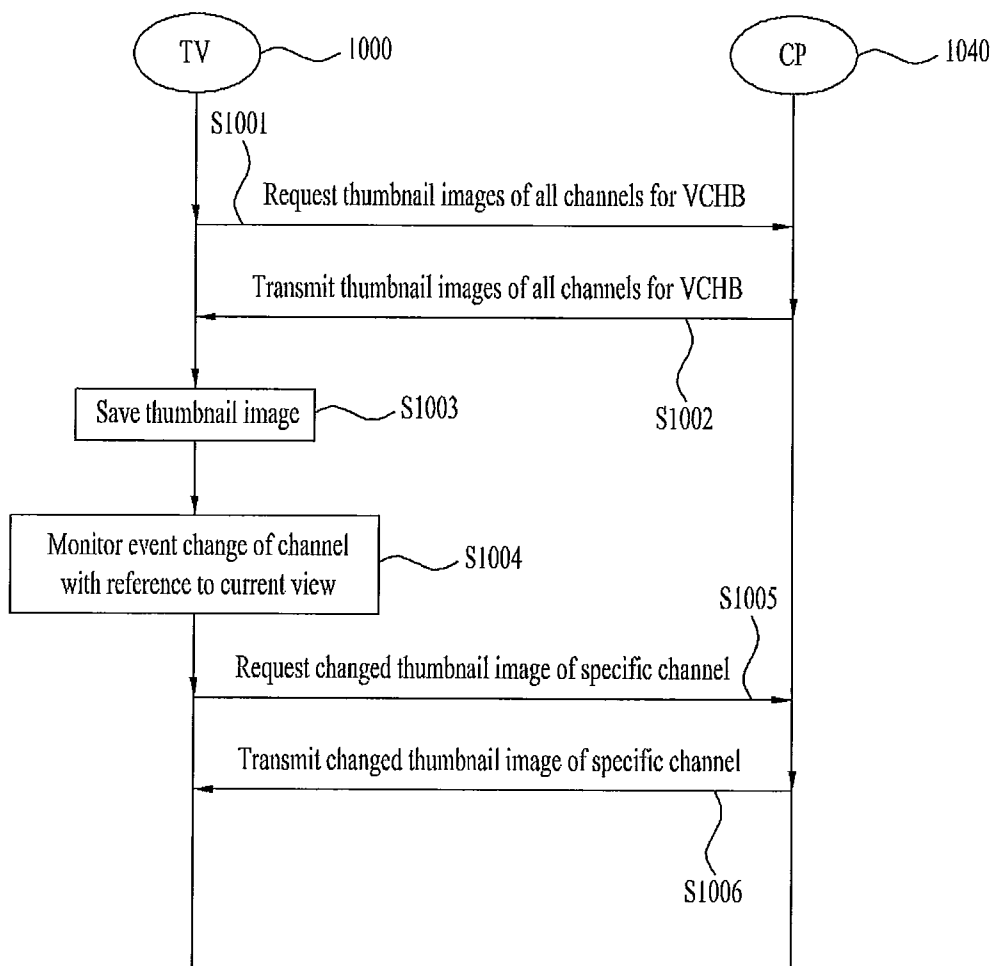 TV
1000
CP
1040
S1001
Request thumbnail images of all channels for VCHB
Transmit thumbnail images of all channels for VCHB
S1002
Save thumbnail image
S1003
Monitor event change of channel
with reference to current view
S1004
S1005
Request changed thumbnail image of specific channel
Transmit changed thumbnail image of specific channel
S1006